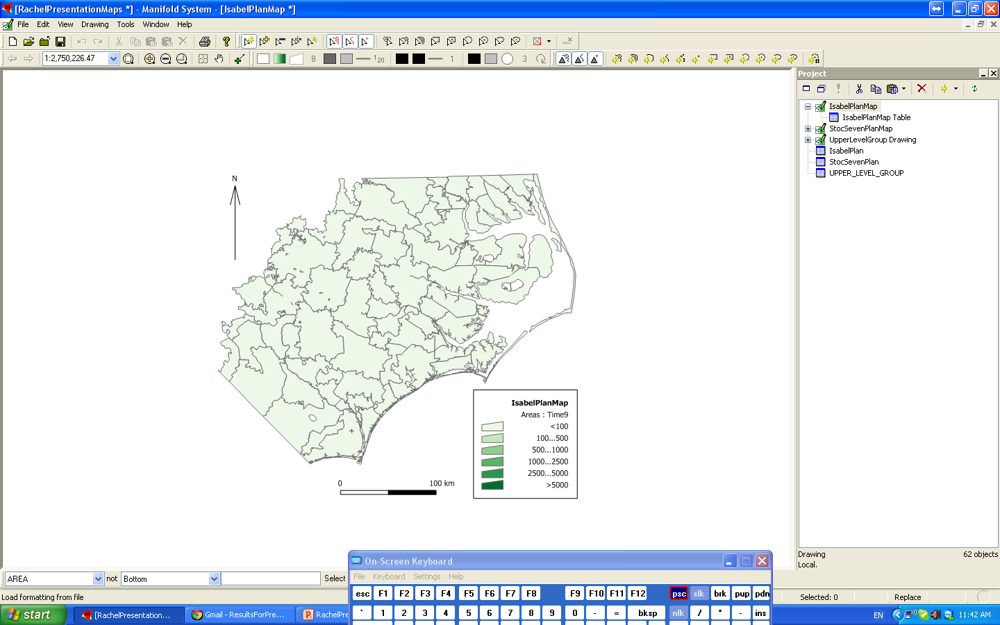 [RachelPresentationMaps *] - Manifold System - [IsabelPlanMap *]
File Edit View Drawing Tools Window Help
1:2,750,226.47
8
1
20
1
3
Project
IsabelPlanMap
IsabelPlanMap Table
StocSevenPlanMap
UpperLevelGroup Drawing
IsabelPlan
StocSevenPlan
UPPER_LEVEL_GROUP
N
IsabelPlanMap
Areas : Time9
<100
100...500
500...1000
1000...2500
2500...5000
>5000
0 100 km
Drawing 62 objects
Local.
On-Screen Keyboard
File Keyboard Settings Help
esc F1 F2 F3 F4 F5 F6 F7 F8 F9 F10 F11 F12 psc slk brk pup pdn
` 1 2 3 4 5 6 7 8 9 0 - = bksp nlk / * - ins
AREA not Bottom Select
Load formatting from file Selected: 0 Replace
start [RachelPresentation... Gmail - ResultsForPre... RachelPre EN 11:42 AM